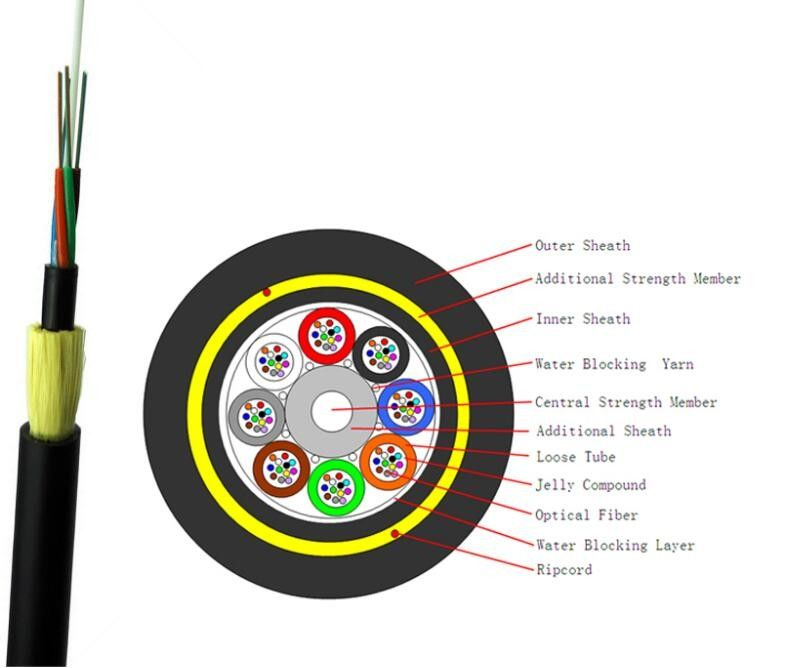 Outer Sheath
Additional Strength Member
Inner Sheath
Water Blocking Yarn
Central Strength Member
Additional Sheath
Loose Tube
Jelly Compound
Optical Fiber
Water Blocking Layer
Ripcord